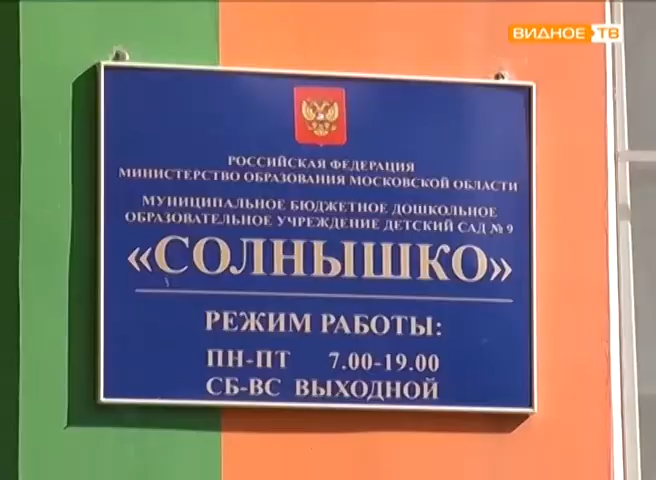 ВИДНОЕ ТВ
РОССИЙСКАЯ ФЕДЕРАЦИЯ
МИНИСТЕРСТВО ОБРАЗОВАНИЯ МОСКОВСКОЙ ОБЛАСТИ
МУНИЦИПАЛЬНОЕ БЮДЖЕТНОЕ ДОШКОЛЬНОЕ
ОБРАЗОВАТЕЛЬНОЕ УЧРЕЖДЕНИЕ ДЕТСКИЙ САД № 9
«СОЛНЫШКО»
РЕЖИМ РАБОТЫ:
ПН-ПТ 7.00-19.00
СБ-ВС ВЫХОДНОЙ